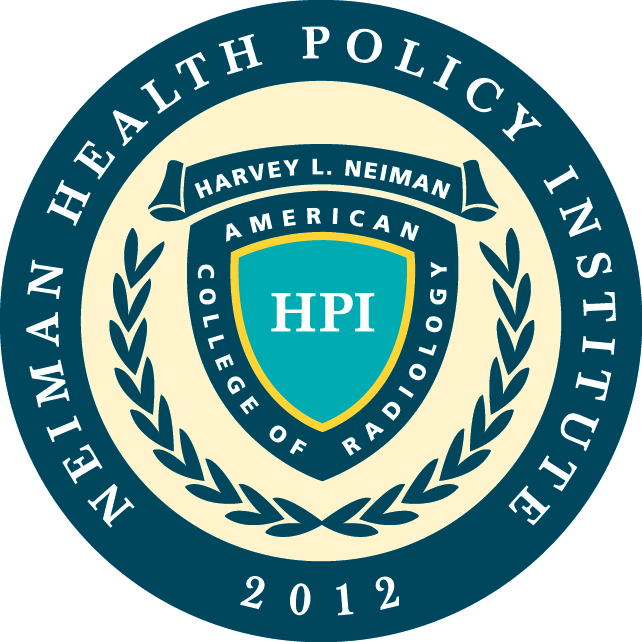 NEIMAN HEALTH POLICY INSTITUTE
HARVEY L. NEIMAN
AMERICAN
COLLEGE OF RADIOLOGY
HPI
2012